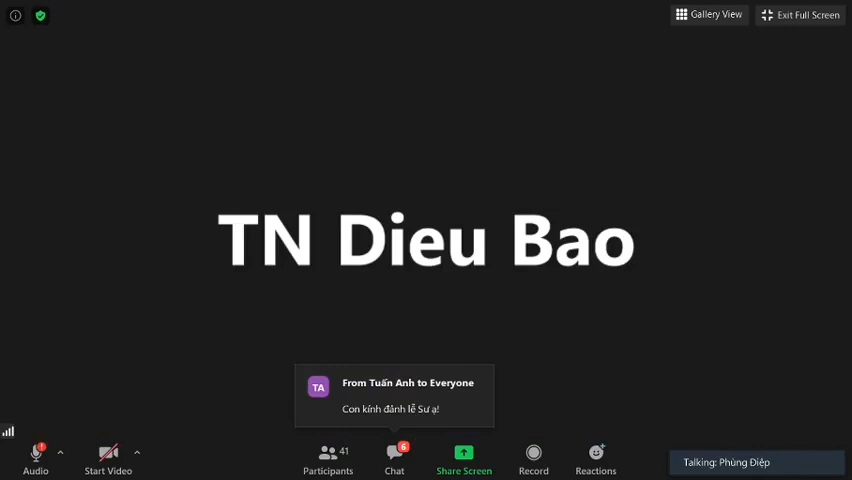 Gallery View
Exit Full Screen
TN Dieu Bao
TA
From Tuấn Anh to Everyone
Con kính đảnh lễ Sư ạ!
Audio
Start Video
41
Participants
6
Chat
Share Screen
Record
Reactions
Talking: Phùng Điệp